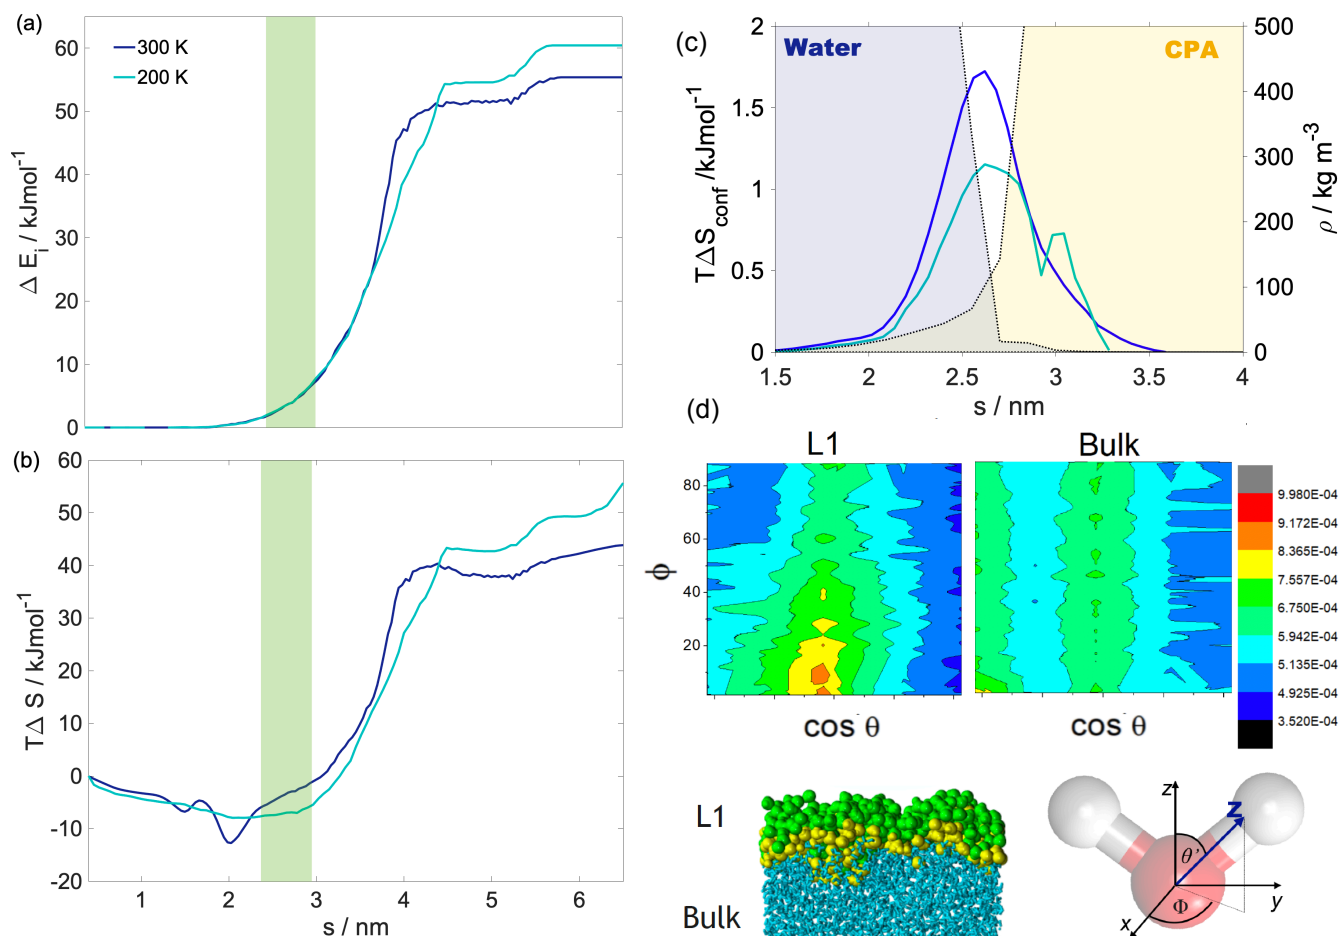 (a)
300 K
200 K
60
50
40
30
20
10
0
Δ E_i / kJmol⁻¹
(b)
60
50
40
30
20
10
0
-10
-20
TΔ S / kJmol⁻¹
1
2
3
4
5
6
s / nm
(c)
Water
CPA
2
1.5
1
0.5
0
TΔS_conf /kJmol⁻¹
500
400
300
200
100
0
ρ / kg m⁻³
1.5
2
2.5
3
3.5
4
s / nm
(d)
L1
Bulk
80
60
40
20
ϕ
cos θ
cos θ
9.980E-04
9.172E-04
8.365E-04
7.557E-04
6.750E-04
5.942E-04
5.135E-04
4.925E-04
3.520E-04
L1
Bulk
z
Z
θ'
Φ
x
y